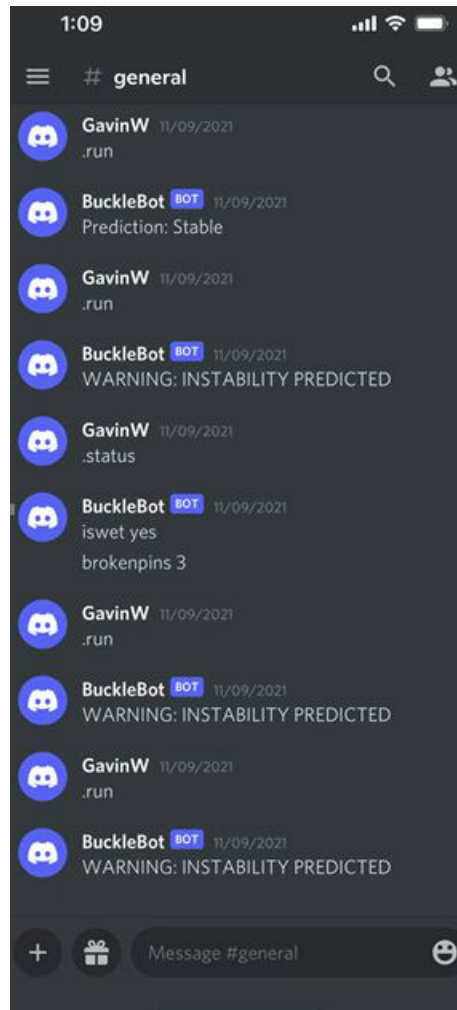 1:09
# general
GavinW 11/09/2021
.run
BuckleBot BOT 11/09/2021
Prediction: Stable
GavinW 11/09/2021
.run
BuckleBot BOT 11/09/2021
WARNING: INSTABILITY PREDICTED
GavinW 11/09/2021
.status
BuckleBot BOT 11/09/2021
iswet yes
brokenpins 3
GavinW 11/09/2021
.run
BuckleBot BOT 11/09/2021
WARNING: INSTABILITY PREDICTED
GavinW 11/09/2021
.run
BuckleBot BOT 11/09/2021
WARNING: INSTABILITY PREDICTED
Message #general